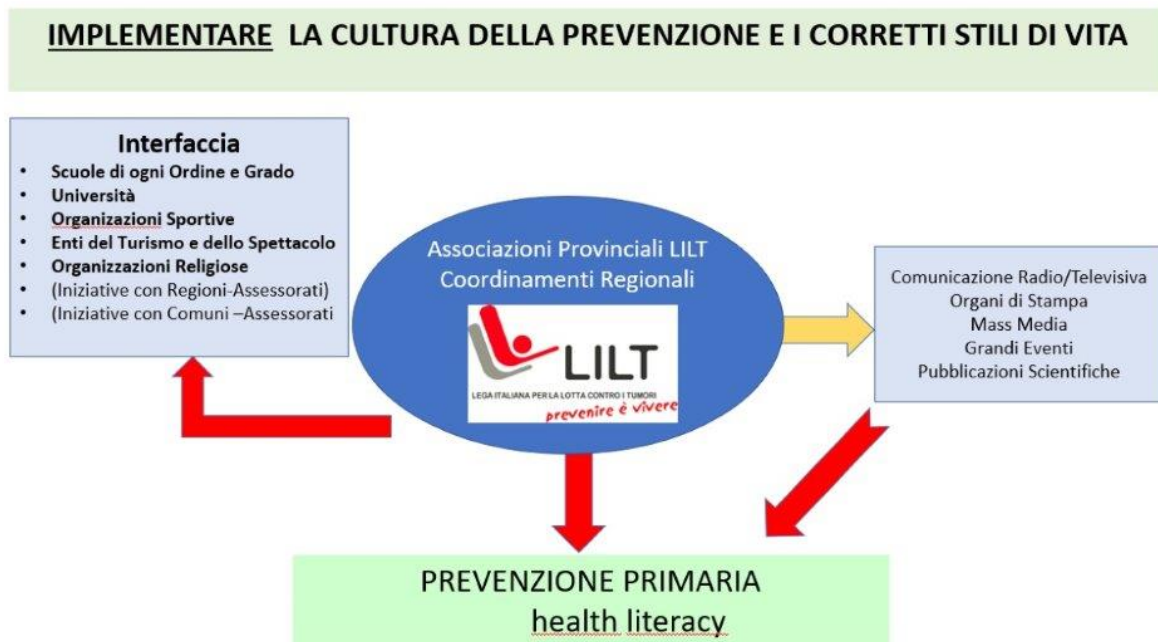 IMPLEMENTARE LA CULTURA DELLA PREVENZIONE E I CORRETTI STILI DI VITA
Interfaccia
• Scuole di ogni Ordine e Grado
• Università
• Organizazioni Sportive
• Enti del Turismo e dello Spettacolo
• Organizzazioni Religiose
• (Iniziative con Regioni-Assessorati)
• (Iniziative con Comuni –Assessorati
Associazioni Provinciali LILT
Coordinamenti Regionali
LILT
LEGA ITALIANA PER LA LOTTA CONTRO I TUMORI
prevenire è vivere
Comunicazione Radio/Televisiva
Organi di Stampa
Mass Media
Grandi Eventi
Pubblicazioni Scientifiche
PREVENZIONE PRIMARIA
health literacy